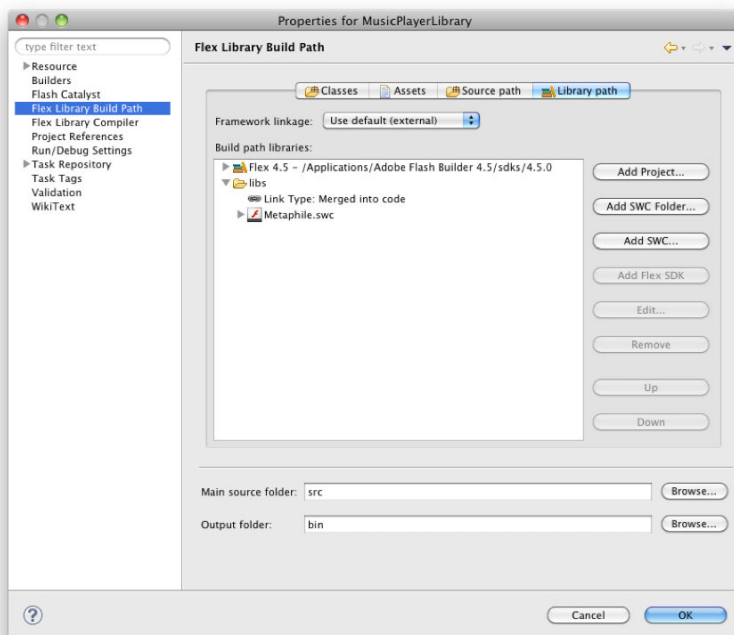 Properties for MusicPlayerLibrary
type filter text
Resource
Builders
Flash Catalyst
Flex Library Build Path
Flex Library Compiler
Project References
Run/Debug Settings
Task Repository
Task Tags
Validation
WikiText
Flex Library Build Path
Classes
Assets
Source path
Library path
Framework linkage:
Use default (external)
Build path libraries:
Flex 4.5 - /Applications/Adobe Flash Builder 4.5/sdks/4.5.0
libs
Link Type: Merged into code
Metaphile.swc
Add Project...
Add SWC Folder...
Add SWC...
Add Flex SDK
Edit...
Remove
Up
Down
Main source folder:
src
Browse...
Output folder:
bin
Browse...
?
Cancel
OK